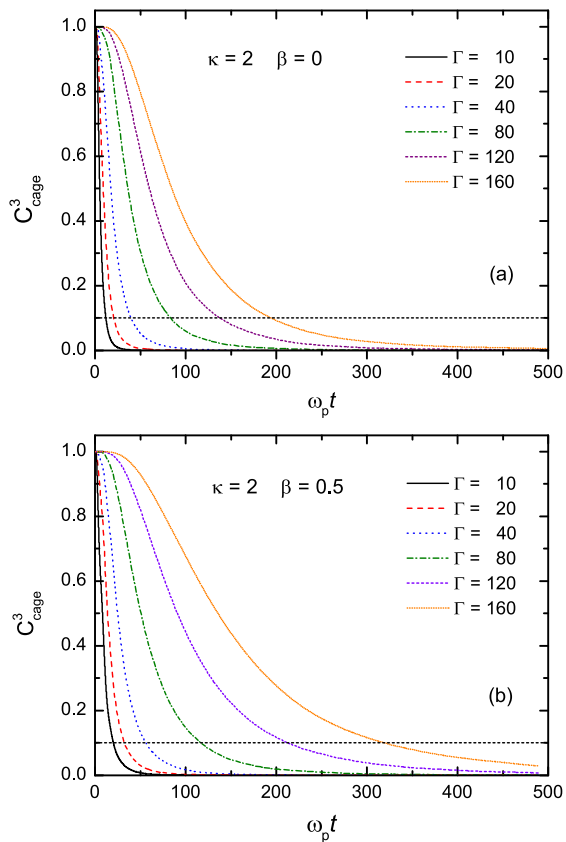 1.0
0.8
0.6
0.4
0.2
0.0
C³cage
κ = 2 β = 0
Γ = 10
Γ = 20
Γ = 40
Γ = 80
Γ = 120
Γ = 160
(a)
0 100 200 300 400 500
ωₚt
1.0
0.8
0.6
0.4
0.2
0.0
C³cage
κ = 2 β = 0.5
Γ = 10
Γ = 20
Γ = 40
Γ = 80
Γ = 120
Γ = 160
(b)
0 100 200 300 400 500
ωₚt